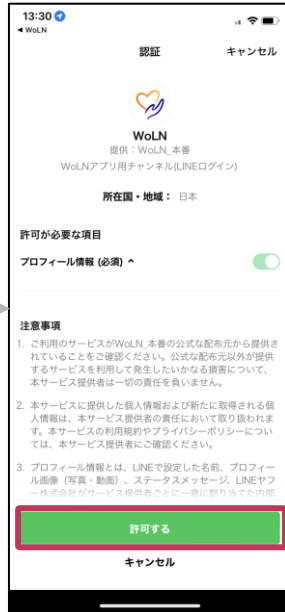 13:30
◀ WoLN
認証
キャンセル
WoLN
提供：WoLN_本番
WoLNアプリ用チャンネル(LINEログイン)
所在国・地域： 日本
許可が必要な項目
プロフィール情報 (必須)
注意事項
1. ご利用のサービスがWoLN_本番の公式な配布元から提供さ
れていることをご確認ください。公式な配布元以外が提供
するサービスを利用して発生したいかなる損害について、
本サービス提供者は一切の責任を負いません。
2. 本サービスに提供した個人情報および新たに取得される個
人情報は、本サービス提供者の責任において取り扱われま
す。本サービスの利用規約やプライバシーポリシーについ
ては、本サービス提供者にご確認ください。
3. プロフィール情報とは、LINEで設定した名前、プロフィー
ル画像（写真・動画）、ステータスメッセージ、LINEヤフ
ー株式会社がサービス提供者ごとに一意に割り当てた内部
許可する
キャンセル